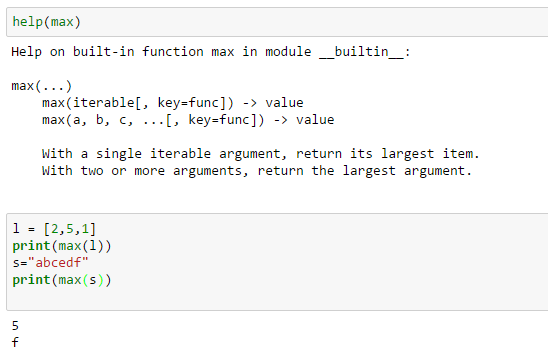 help(max)
Help on built-in function max in module __builtin__:
max(...)
    max(iterable[, key=func]) -> value
    max(a, b, c, ...[, key=func]) -> value
    With a single iterable argument, return its largest item.
    With two or more arguments, return the largest argument.
l = [2,5,1]
print(max(l))
s="abcedf"
print(max(s))
5
f